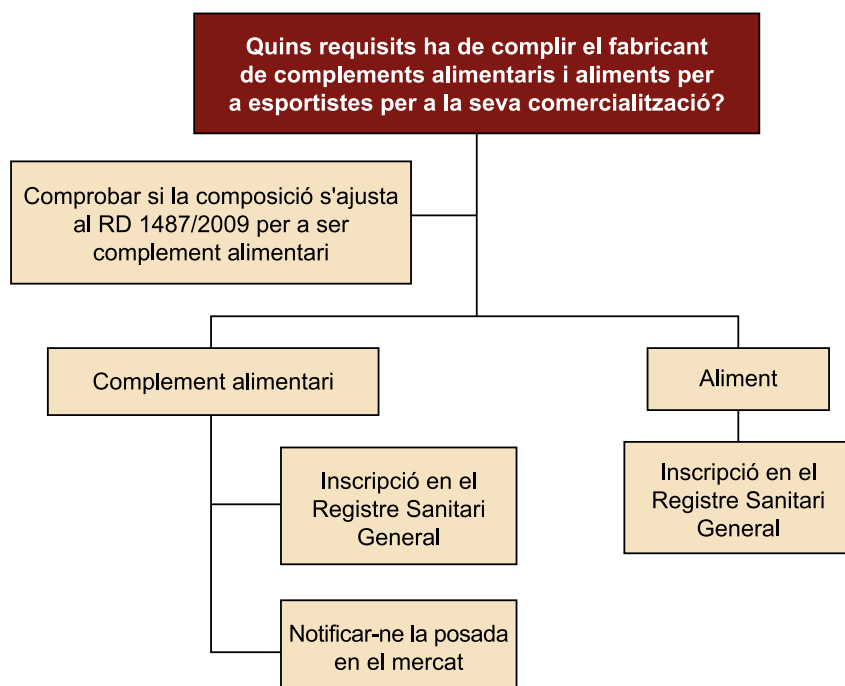 Quins requisits ha de complir el fabricant
de complements alimentaris i aliments per
a esportistes per a la seva comercialització?
Comprobar si la composició s'ajusta
al RD 1487/2009 per a ser
complement alimentari
Complement alimentari
Aliment
Inscripció en el
Registre Sanitari
General
Inscripció en el
Registre Sanitari
General
Notificar-ne la posada
en el mercat